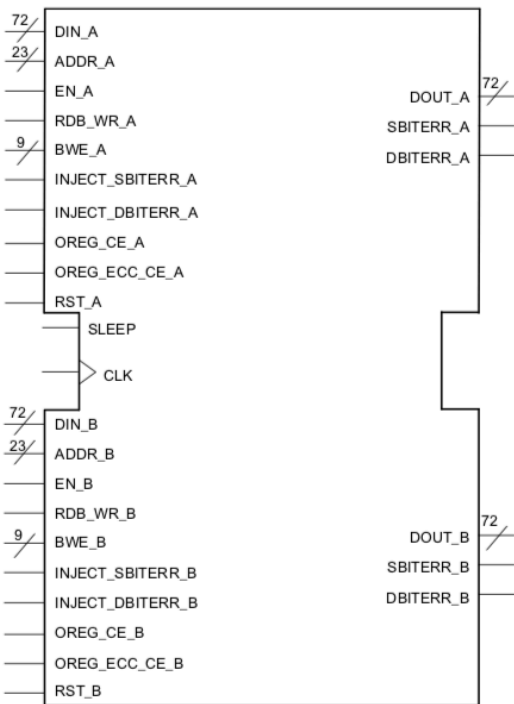 72
DIN_A
23
ADDR_A
EN_A
RDB_WR_A
9
BWE_A
INJECT_SBITERR_A
INJECT_DBITERR_A
OREG_CE_A
OREG_ECC_CE_A
RST_A
72
DOUT_A
SBITERR_A
DBITERR_A
SLEEP
CLK
72
DIN_B
23
ADDR_B
EN_B
RDB_WR_B
9
BWE_B
INJECT_SBITERR_B
INJECT_DBITERR_B
OREG_CE_B
OREG_ECC_CE_B
RST_B
72
DOUT_B
SBITERR_B
DBITERR_B